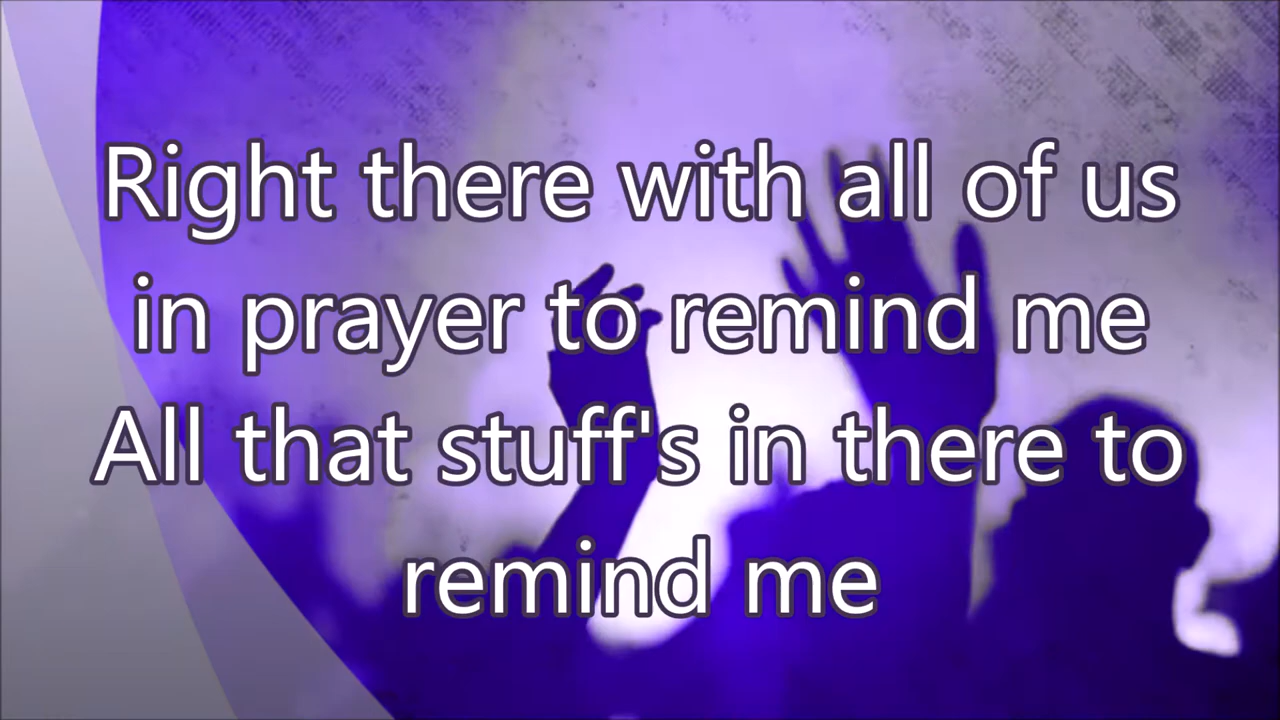 Right there with all of us
in prayer to remind me
All that stuff's in there to
remind me